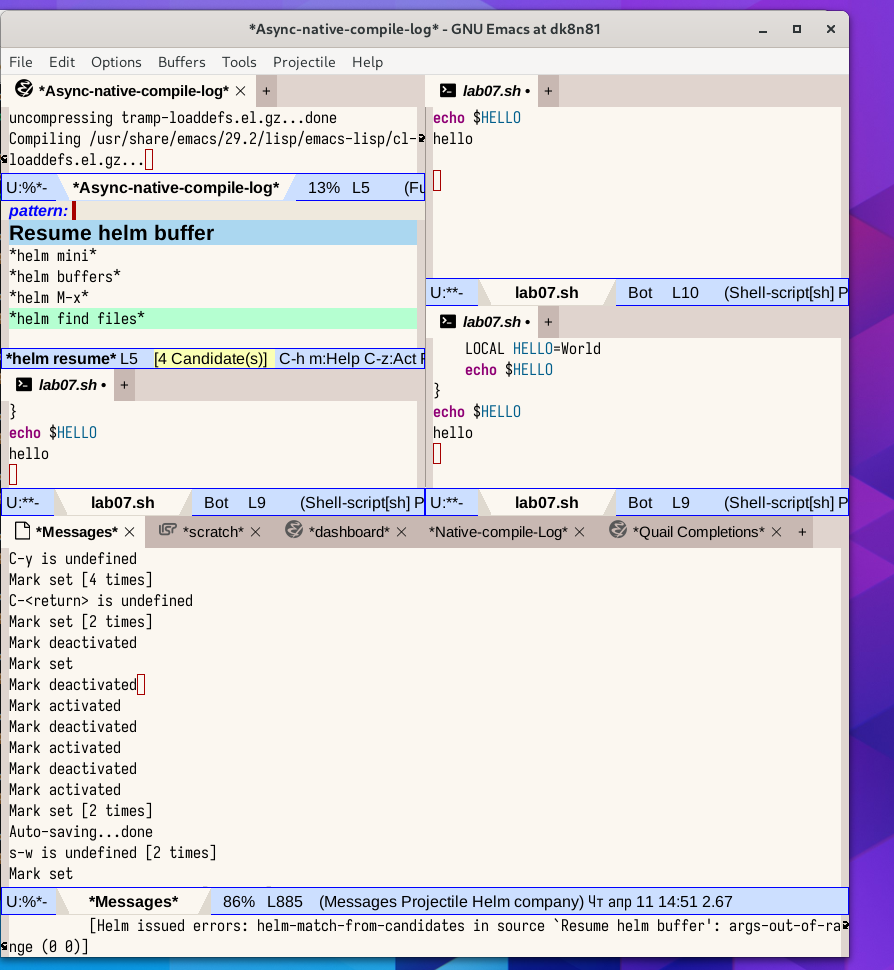 *Async-native-compile-log* - GNU Emacs at dk8n81
File Edit Options Buffers Tools Projectile Help
*Async-native-compile-log* +
uncompressing tramp-loaddefs.el.gz...done
Compiling /usr/share/emacs/29.2/lisp/emacs-lisp/cl-
loaddefs.el.gz...
U:%*- *Async-native-compile-log* 13% L5 (Fu
pattern:
Resume helm buffer
*helm mini*
*helm buffers*
*helm M-x*
*helm find files*
*helm resume* L5 [4 Candidate(s)] C-h m:Help C-z:Act F
lab07.sh • +
}
echo $HELLO
hello
U:**- lab07.sh Bot L9 (Shell-script[sh] P
lab07.sh • +
echo $HELLO
hello
U:**- lab07.sh Bot L10 (Shell-script[sh] P
lab07.sh • +
LOCAL HELLO=World
echo $HELLO
}
echo $HELLO
hello
U:**- lab07.sh Bot L9 (Shell-script[sh] P
*Messages* *scratch* *dashboard* *Native-compile-Log* *Quail Completions* +
C-y is undefined
Mark set [4 times]
C-<return> is undefined
Mark set [2 times]
Mark deactivated
Mark set
Mark deactivated
Mark activated
Mark deactivated
Mark activated
Mark deactivated
Mark activated
Mark set [2 times]
Auto-saving...done
s-w is undefined [2 times]
Mark set
U:%*- *Messages* 86% L885 (Messages Projectile Helm company) Чт апр 11 14:51 2.67
[Helm issued errors: helm-match-from-candidates in source `Resume helm buffer': args-out-of-ra
nge (0 0)]